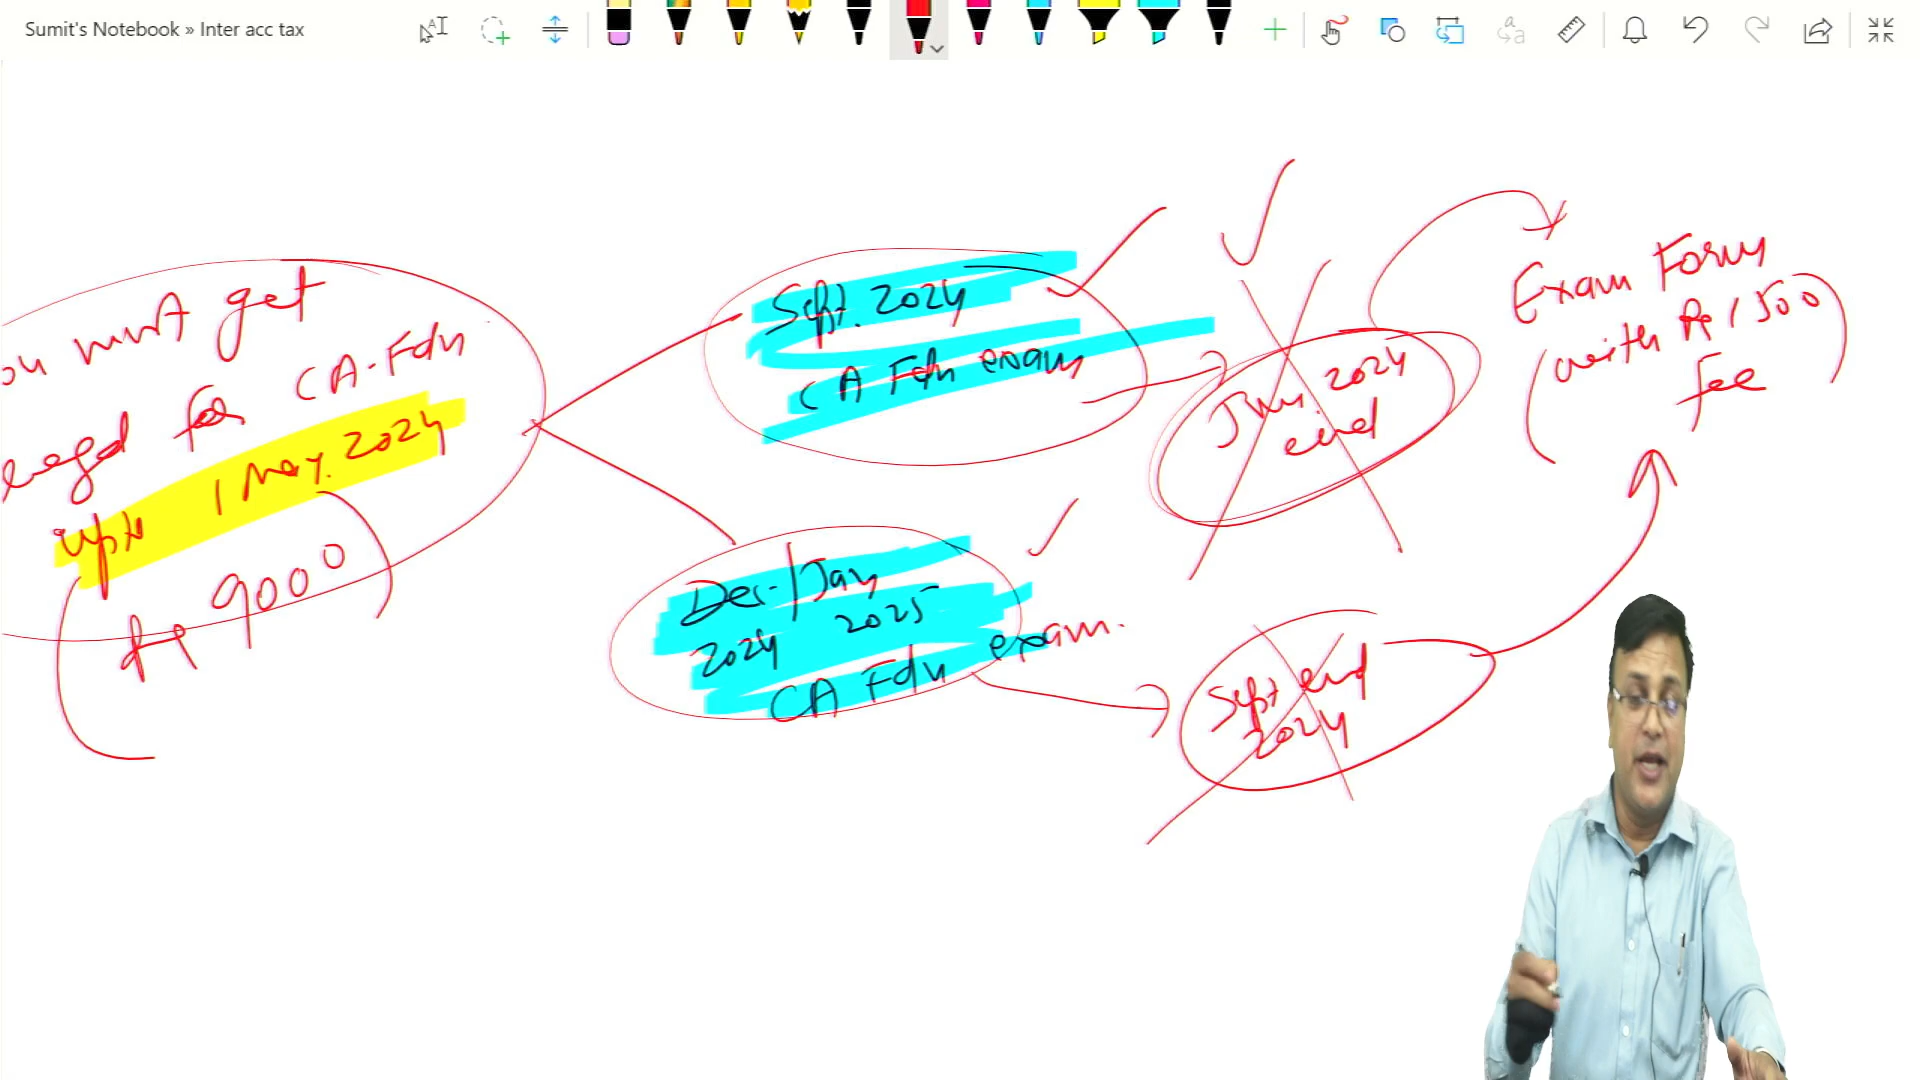 Sumit's Notebook » Inter acc tax
ou must get
regd for CA-Fdn
upto 1 May. 2024
Rs 9000
Sept. 2024
CA Fdn exam
Dec-/Jan
2024 2025
CA Fdn exam.
2024
end
Sept end
2024
Exam Form
(with Rs 1500
fee